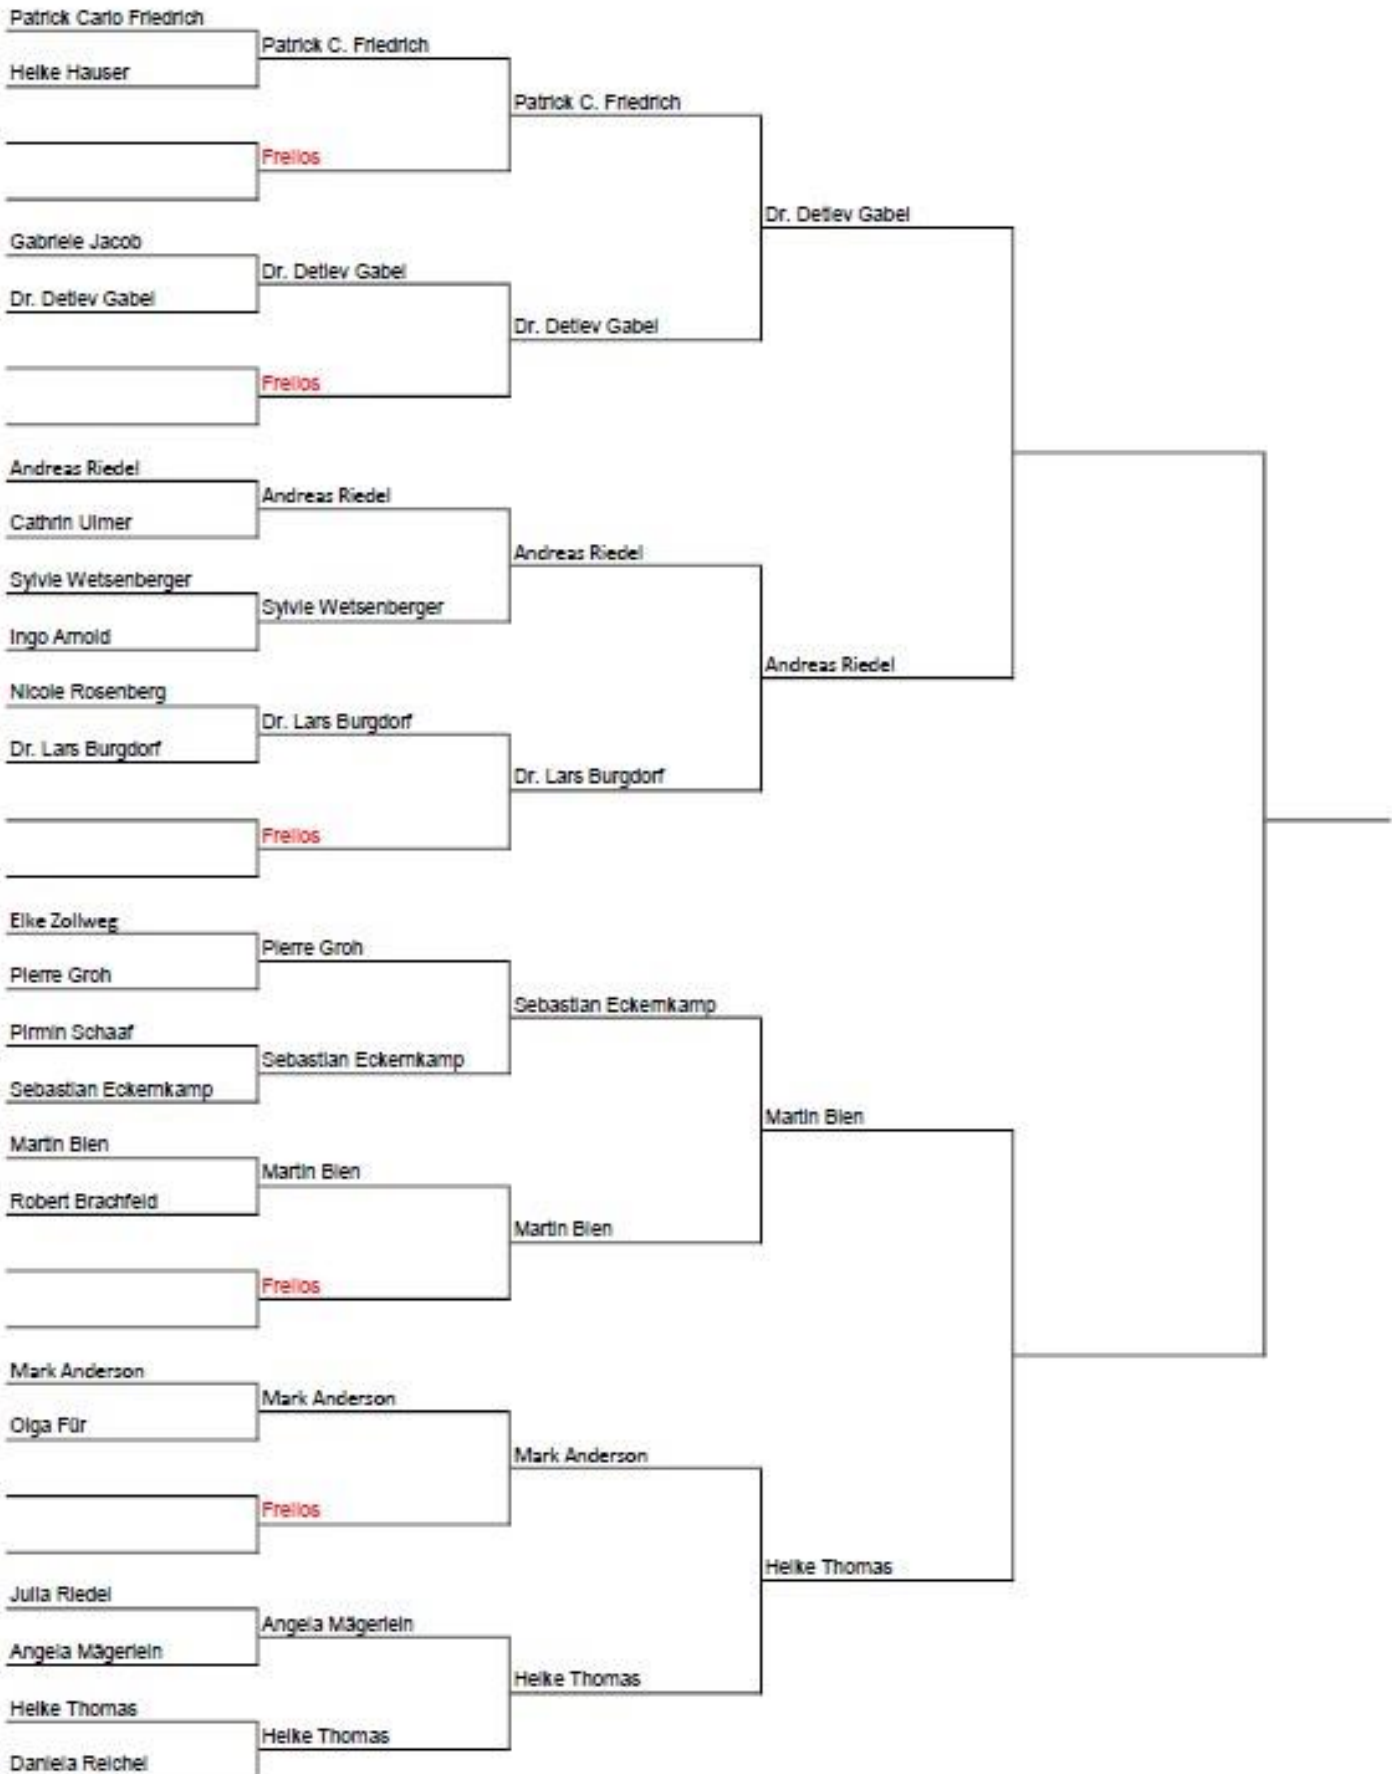 Patrick Carlo Friedrich
Patrick C. Friedrich
Heike Hauser
Patrick C. Friedrich
Freilos
Dr. Detlev Gabel
Gabriele Jacob
Dr. Detlev Gabel
Dr. Detlev Gabel
Dr. Detlev Gabel
Freilos
Andreas Riedel
Andreas Riedel
Cathrin Ulmer
Andreas Riedel
Sylvie Wetsenberger
Sylvie Wetsenberger
Ingo Arnold
Andreas Riedel
Nicole Rosenberg
Dr. Lars Burgdorf
Dr. Lars Burgdorf
Dr. Lars Burgdorf
Freilos
Elke Zollweg
Pierre Groh
Pierre Groh
Sebastian Eckernkamp
Pirmin Schaaf
Sebastian Eckernkamp
Sebastian Eckernkamp
Martin Bien
Martin Bien
Martin Bien
Robert Brachfeld
Martin Bien
Freilos
Mark Anderson
Mark Anderson
Olga Für
Mark Anderson
Freilos
Heike Thomas
Julia Riedel
Angela Mägerlein
Angela Mägerlein
Heike Thomas
Heike Thomas
Heike Thomas
Daniela Reichel